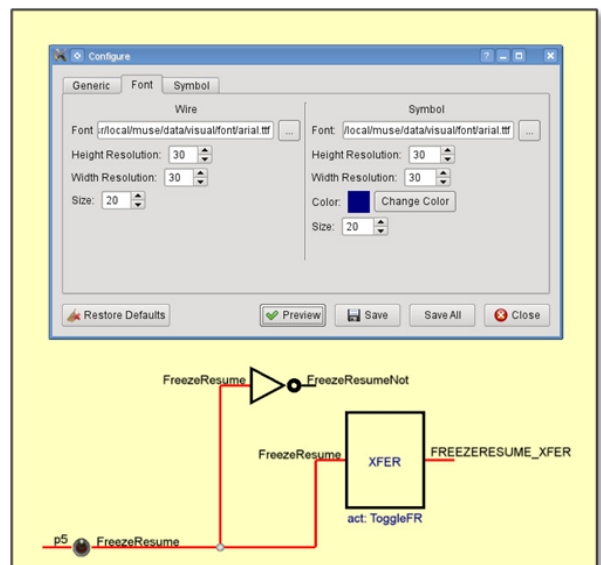 Configure
Generic Font Symbol
Wire
Font r/local/muse/data/visual/font/arial.ttf ...
Height Resolution: 30
Width Resolution: 30
Size: 20
Symbol
Font: /local/muse/data/visual/font/arial.ttf ...
Height Resolution: 30
Width Resolution: 30
Color: Change Color
Size: 20
Restore Defaults Preview Save Save All Close
FreezeResume FreezeResumeNot
FreezeResume XFER FREEZERESUME_XFER
act: ToggleFR
p5 FreezeResume